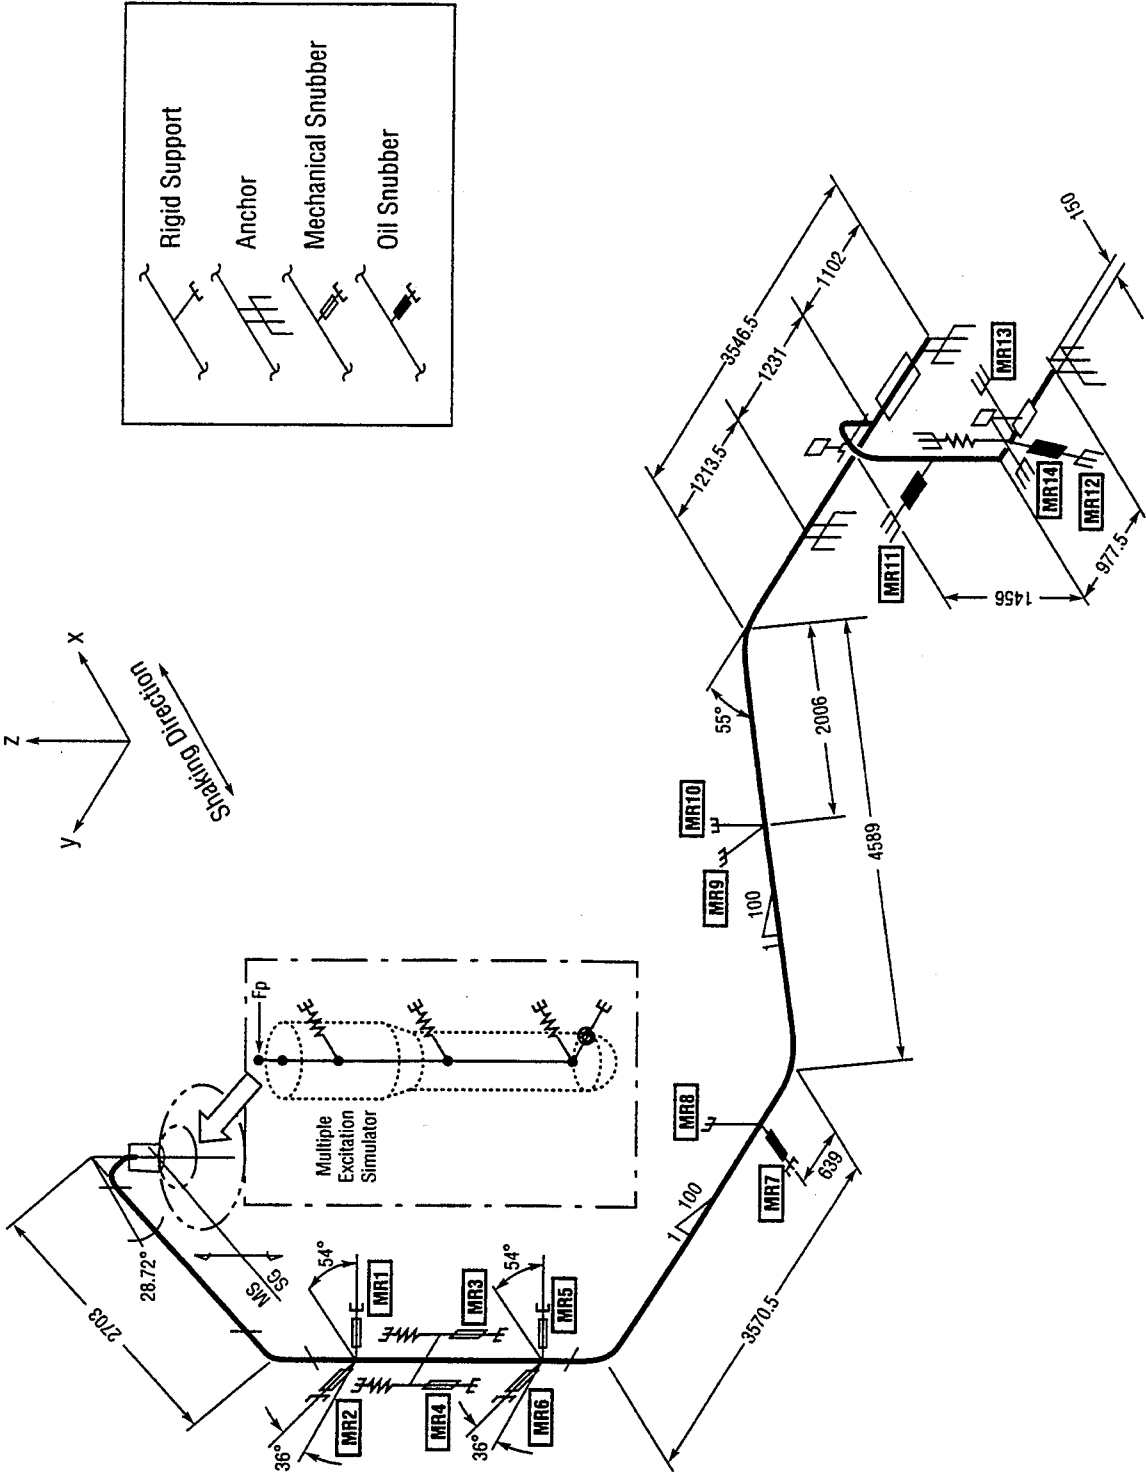 Rigid Support
Anchor
Mechanical Snubber
Oil Snubber
z
x
y
Shaking Direction
Fp
Multiple
Excitation
Simulator
2703
28.72°
MS
SG
54°
MR1
MR2
36°
MR3
MR4
54°
MR5
MR6
36°
3570.5
1
100
MR8
MR7
639
4589
2006
1
100
MR9
MR10
55°
3546.5
1213.5
1231
1102
MR11
1456
977.5
MR12
MR14
MR13
150